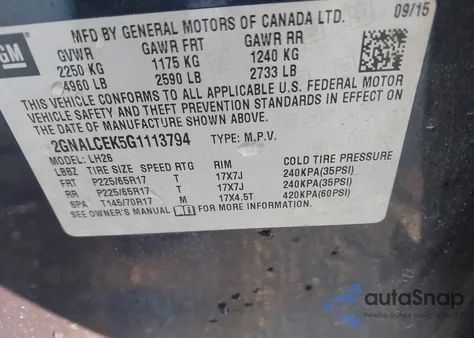 GM
MFD BY GENERAL MOTORS OF CANADA LTD.
09/15
GVWR GAWR FRT GAWR RR
2250 KG 1175 KG 1240 KG
4960 LB 2590 LB 2733 LB
THIS VEHICLE CONFORMS TO ALL APPLICABLE U.S. FEDERAL MOTOR
VEHICLE SAFETY AND THEFT PREVENTION STANDARDS IN EFFECT
ON THE DATE OF MANUFACTURE SHOWN ABOVE.
2GNALCEK5G1113794 TYPE: M.P.V.
MODEL: LH26
LBBZ TIRE SIZE SPEED RTG RIM COLD TIRE PRESSURE
FRT P225/65R17 T 17X7J 240KPA(35PSI)
RR P225/65R17 T 17X7J 240KPA(35PSI)
SPA T145/70R17 M 17X4.5T 420KPA(60PSI)
SEE OWNER'S MANUAL FOR MORE INFORMATION.
autoSnap